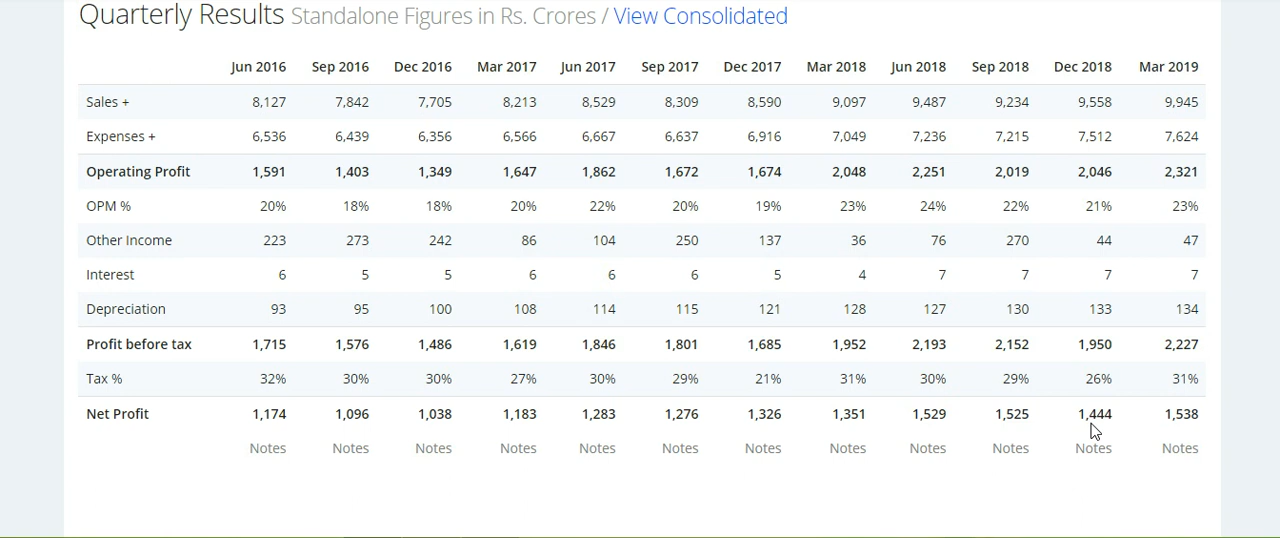 Quarterly Results Standalone Figures in Rs. Crores / View Consolidated
Jun 2016 Sep 2016 Dec 2016 Mar 2017 Jun 2017 Sep 2017 Dec 2017 Mar 2018 Jun 2018 Sep 2018 Dec 2018 Mar 2019
Sales + 8,127 7,842 7,705 8,213 8,529 8,309 8,590 9,097 9,487 9,234 9,558 9,945
Expenses + 6,536 6,439 6,356 6,566 6,667 6,637 6,916 7,049 7,236 7,215 7,512 7,624
Operating Profit 1,591 1,403 1,349 1,647 1,862 1,672 1,674 2,048 2,251 2,019 2,046 2,321
OPM % 20% 18% 18% 20% 22% 20% 19% 23% 24% 22% 21% 23%
Other Income 223 273 242 86 104 250 137 36 76 270 44 47
Interest 6 5 5 6 6 6 5 4 7 7 7 7
Depreciation 93 95 100 108 114 115 121 128 127 130 133 134
Profit before tax 1,715 1,576 1,486 1,619 1,846 1,801 1,685 1,952 2,193 2,152 1,950 2,227
Tax % 32% 30% 30% 27% 30% 29% 21% 31% 30% 29% 26% 31%
Net Profit 1,174 1,096 1,038 1,183 1,283 1,276 1,326 1,351 1,529 1,525 1,444 1,538
Notes Notes Notes Notes Notes Notes Notes Notes Notes Notes Notes Notes